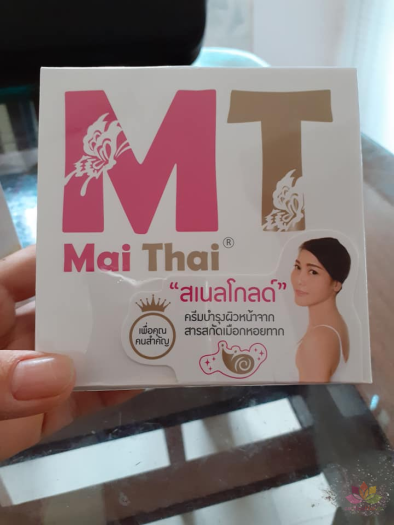 MT
Mai Thai®
"สเนลโกลด์"
ครีมบำรุงผิวหน้าจาก
สารสกัดเมือกหอยทาก
เพื่อคุณ
คนสำคัญ